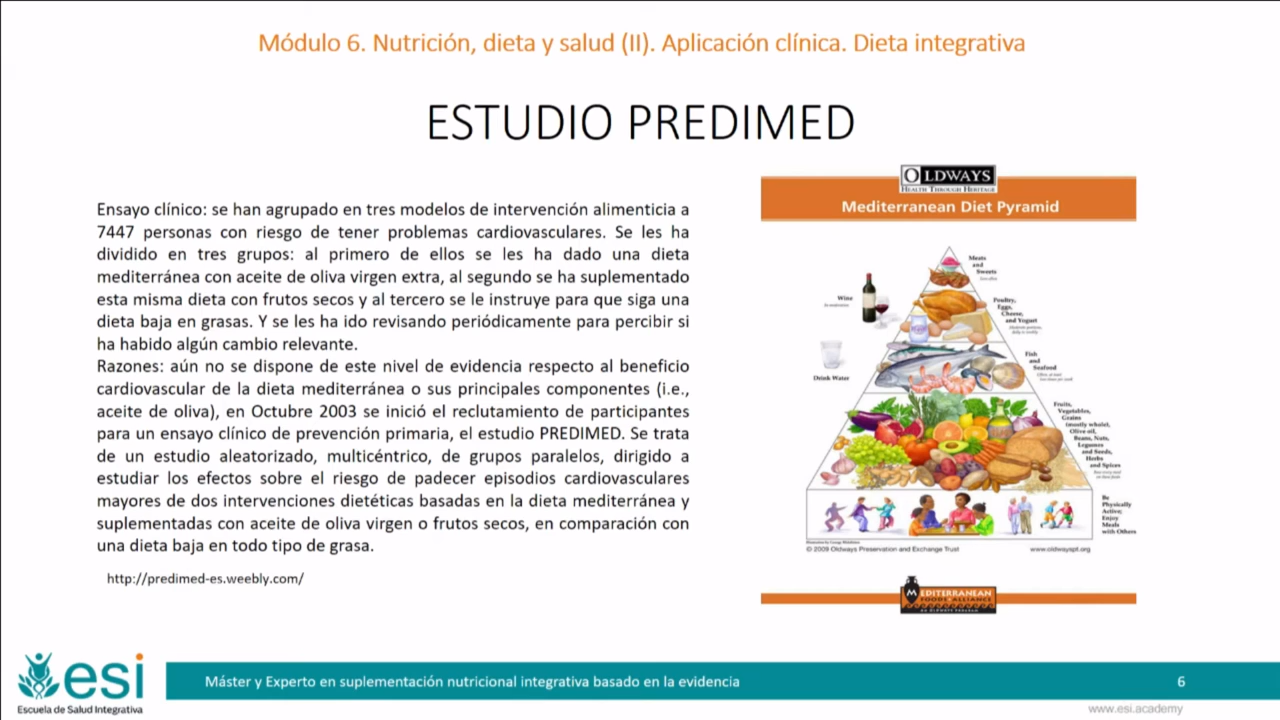 Módulo 6. Nutrición, dieta y salud (II). Aplicación clínica. Dieta integrativa
ESTUDIO PREDIMED
Ensayo clínico: se han agrupado en tres modelos de intervención alimenticia a
7447 personas con riesgo de tener problemas cardiovasculares. Se les ha
dividido en tres grupos: al primero de ellos se les ha dado una dieta
mediterránea con aceite de oliva virgen extra, al segundo se ha suplementado
esta misma dieta con frutos secos y al tercero se le instruye para que siga una
dieta baja en grasas. Y se les ha ido revisando periódicamente para percibir si
ha habido algún cambio relevante.
Razones: aún no se dispone de este nivel de evidencia respecto al beneficio
cardiovascular de la dieta mediterránea o sus principales componentes (i.e.,
aceite de oliva), en Octubre 2003 se inició el reclutamiento de participantes
para un ensayo clínico de prevención primaria, el estudio PREDIMED. Se trata
de un estudio aleatorizado, multicéntrico, de grupos paralelos, dirigido a
estudiar los efectos sobre el riesgo de padecer episodios cardiovasculares
mayores de dos intervenciones dietéticas basadas en la dieta mediterránea y
suplementadas con aceite de oliva virgen o frutos secos, en comparación con
una dieta baja en todo tipo de grasa.
http://predimed-es.weebly.com/
OLDWAYS
HEALTH THROUGH HERITAGE
Mediterranean Diet Pyramid
Meats
and
Sweets
Wine
Poultry,
Eggs,
Cheese,
and Yogurt
Fish
and
Seafood
Drink Water
Fruits,
Vegetables,
Grains
(mostly whole),
Olive oil,
Beans, Nuts,
Legumes
and Seeds,
Herbs
and Spices
Be
Physically
Active;
Enjoy
Meals
with Others
© 2009 Oldways Preservation and Exchange Trust
www.oldwayspt.org
MEDITERRANEAN
FOODS ALLIANCE
esi
Escuela de Salud Integrativa
Máster y Experto en suplementación nutricional integrativa basado en la evidencia
6
www.esi.academy